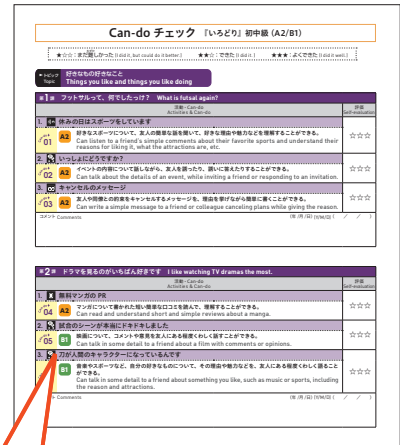 Can-do チェック 『いろどり』初中級（A2/B1）
★☆☆：まだ難しかった (I did it, but could do it better.) ★★☆：できた (I did it.) ★★★：よくできた (I did it well.)
トピック 好きなもの好きなこと
Topic Things you like and things you like doing
第1課 フットサルって、何でしたっけ？ What is futsal again?
活動・Can-do 評価
Activities & Can-do Self-evaluation
1. 休みの日はスポーツをしています
01 A2 好きなスポーツについて、友人の簡単な話を聞いて、好きな理由や魅力などを理解することができる。 ☆☆☆
Can listen to a friend's simple comments about their favorite sports and understand their
reasons for liking it, what the attractions are, etc.
2. いっしょにどうですか？
02 A2 イベントの内容について話しながら、友人を誘ったり、誘いに答えたりすることができる。 ☆☆☆
Can talk about the details of an event, while inviting a friend or responding to an invitation.
3. キャンセルのメッセージ
03 A2 友人や同僚との約束をキャンセルするメッセージを、理由を挙げながら簡単に書くことができる。 ☆☆☆
Can write a simple message to a friend or colleague canceling plans while giving the reason.
コメント Comments (年/月/日) (Y/M/D) ( / / )
第2課 ドラマを見るのがいちばん好きです I like watching TV dramas the most.
活動・Can-do 評価
Activities & Can-do Self-evaluation
1. 無料マンガの PR
04 A2 マンガについて書かれた短い簡単な口コミを読んで、理解することができる。 ☆☆☆
Can read and understand short and simple reviews about a manga.
2. 試合のシーンが本当にドキドキしました
05 B1 映画について、コメントや意見を友人にある程度くわしく話すことができる。 ☆☆☆
Can talk in some detail to a friend about a film with comments or opinions.
3. 刀が人間のキャラクターになっているんです
B1 音楽やスポーツなど、自分の好きなものについて、その理由や魅力などを、友人にある程度くわしく話すこと ☆☆☆
ができる。
Can talk in some detail to a friend about something you like, such as music or sports, including
the reason and attractions.
Comments (年/月/日) (Y/M/D) ( / / )